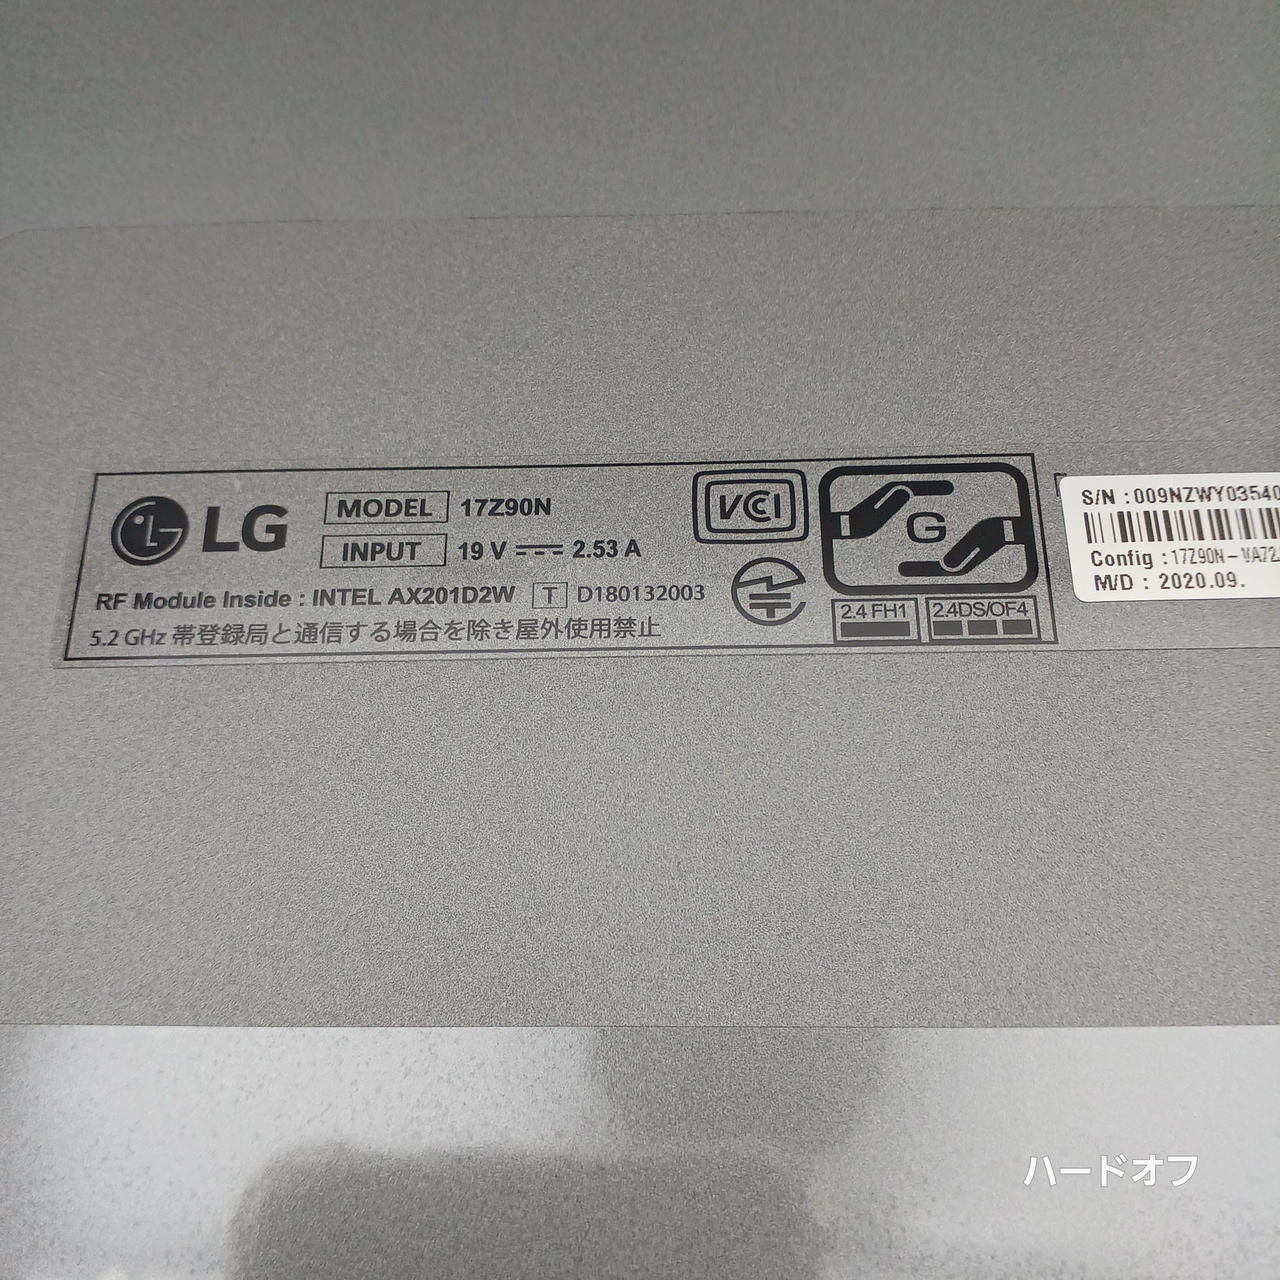 LG
MODEL 17Z90N
INPUT 19 V 2.53 A
RF Module Inside : INTEL AX201D2W T D180132003
5.2 GHz 帯登録局と通信する場合を除き屋外使用禁止
VCCI
G
2.4 FH1 2.4DS/OF4
S/N : 009NZWY03540
Config : 17Z90N-VA72
M/D : 2020.09.
ハードオフ